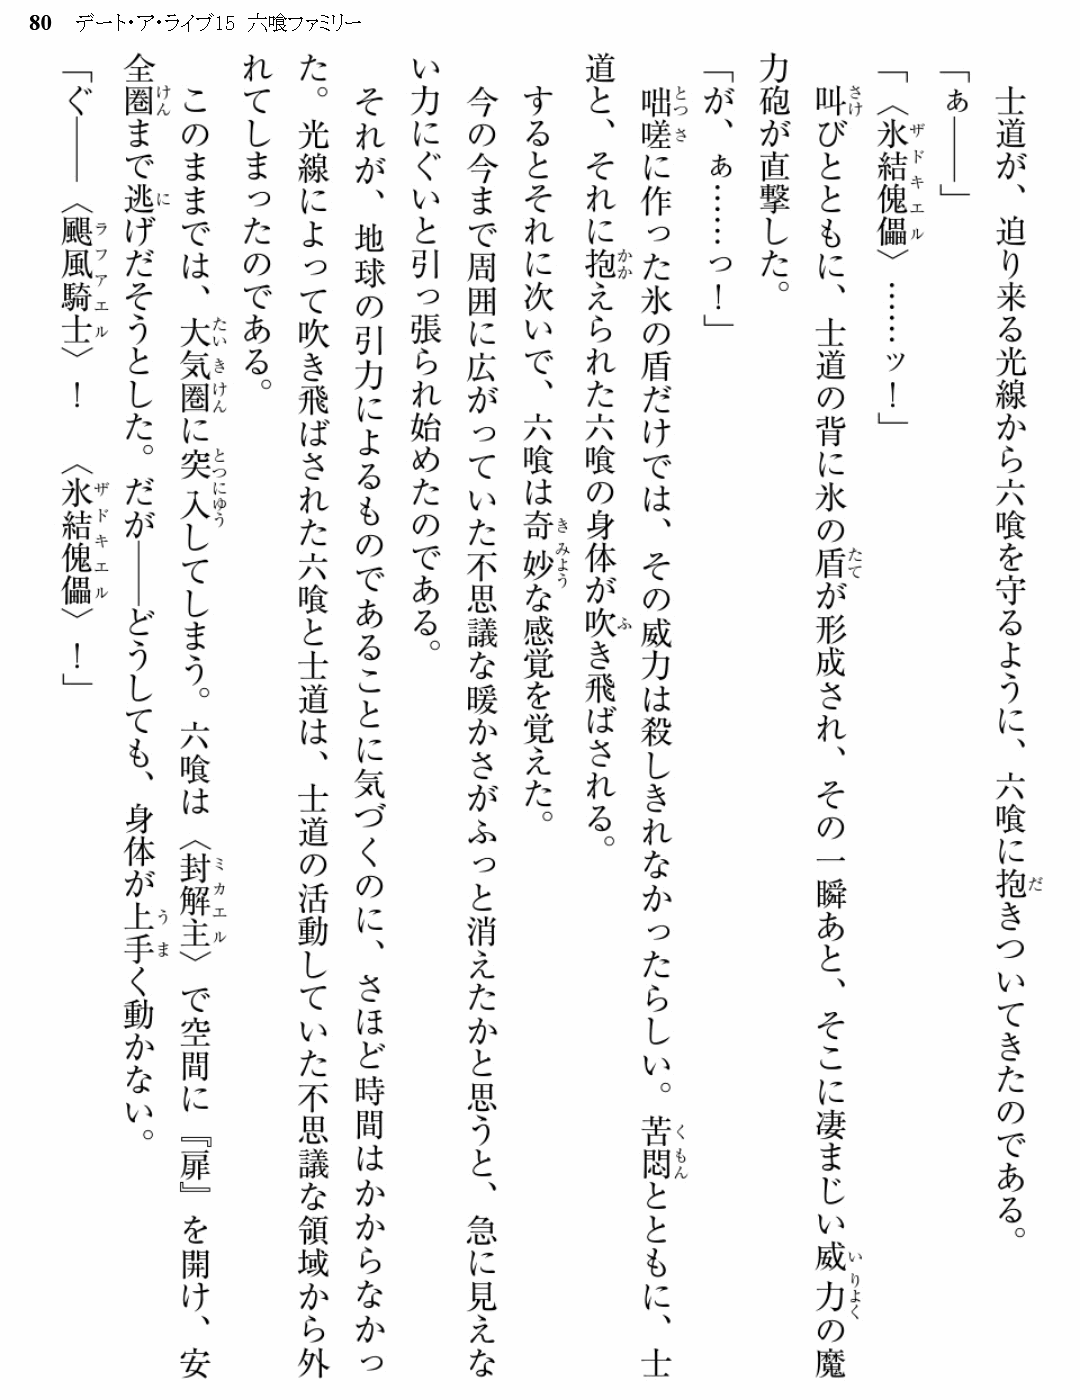 80 デート・ア・ライブ15 六喰ファミリー
士道が、迫り来る光線から六喰を守るように、六喰に抱きついてきたのである。
「ぁ――」
「〈氷結傀儡〉……ッ！」
叫びとともに、士道の背に氷の盾が形成され、その一瞬あと、そこに凄まじい威力の魔
力砲が直撃した。
「が、ぁ……っ！」
咄嗟に作った氷の盾だけでは、その威力は殺しきれなかったらしい。苦悶とともに、士
道と、それに抱えられた六喰の身体が吹き飛ばされる。
するとそれに次いで、六喰は奇妙な感覚を覚えた。
今の今まで周囲に広がっていた不思議な暖かさがふっと消えたかと思うと、急に見えな
い力にぐいと引っ張られ始めたのである。
それが、地球の引力によるものであることに気づくのに、さほど時間はかからなかっ
た。光線によって吹き飛ばされた六喰と士道は、士道の活動していた不思議な領域から外
れてしまったのである。
このままでは、大気圏に突入してしまう。六喰は〈封解主〉で空間に『扉』を開け、安
全圏まで逃げだそうとした。だが――どうしても、身体が上手く動かない。
「ぐ――〈颶風騎士〉！　〈氷結傀儡〉！」